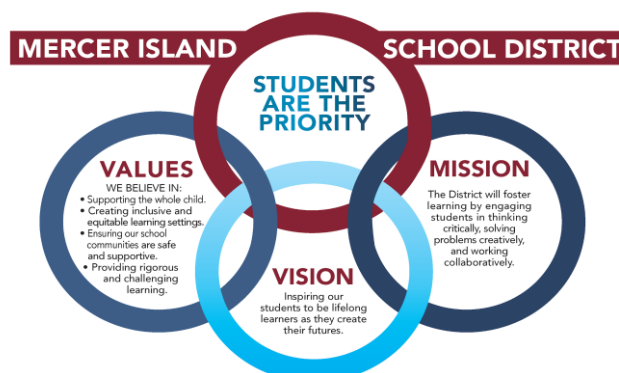 MERCER ISLAND
SCHOOL DISTRICT
STUDENTS
ARE THE
PRIORITY
VALUES
WE BELIEVE IN:
• Supporting the whole child.
• Creating inclusive and
equitable learning settings.
• Ensuring our school
communities are safe
and supportive.
• Providing rigorous
and challenging
learning.
VISION
Inspiring our
students to be lifelong
learners as they create
their futures.
MISSION
The District will foster
learning by engaging
students in thinking
critically, solving
problems creatively,
and working
collaboratively.